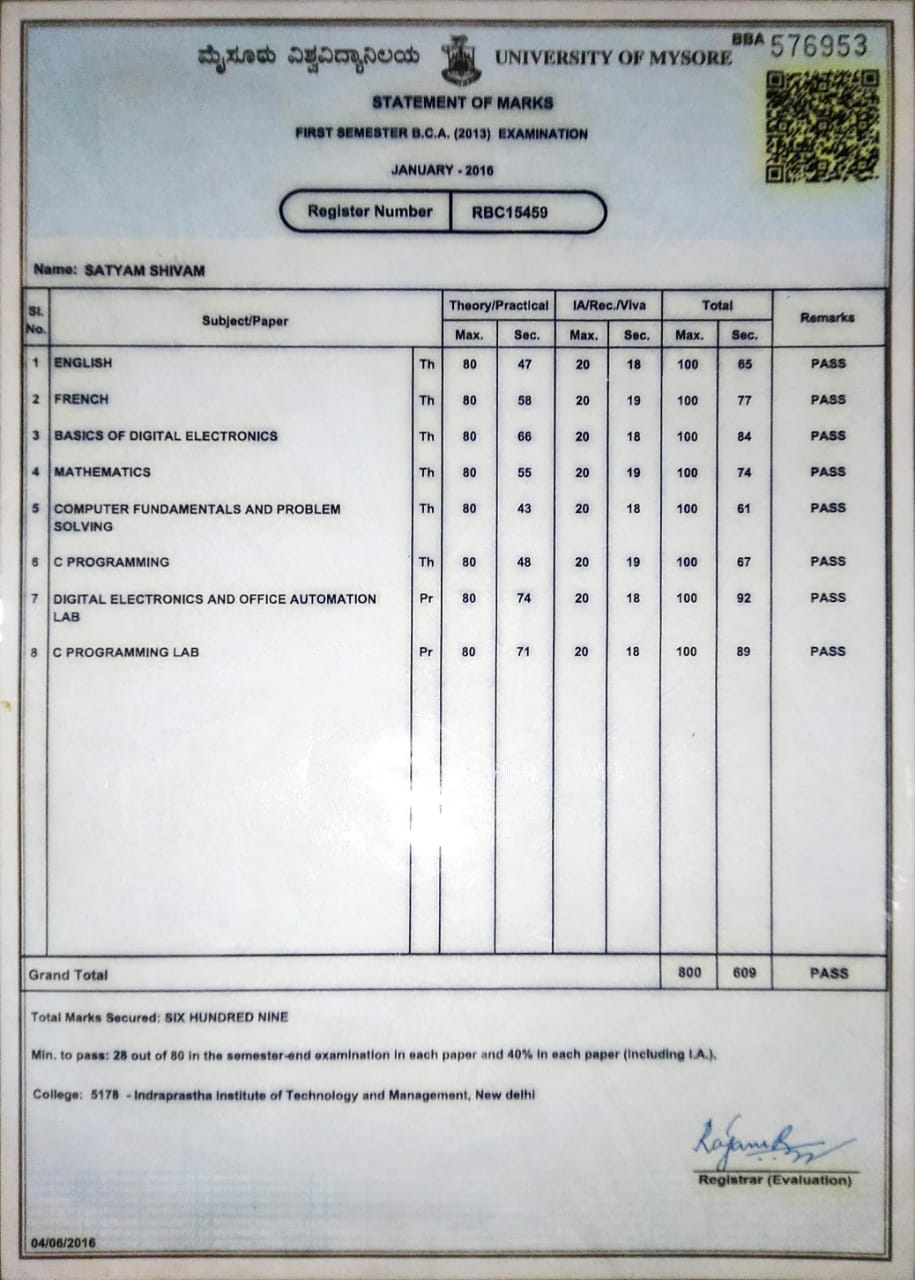 BBA 576953
ಮೈಸೂರು ವಿಶ್ವವಿದ್ಯಾನಿಲಯ UNIVERSITY OF MYSORE
STATEMENT OF MARKS
FIRST SEMESTER B.C.A. (2013) EXAMINATION
JANUARY - 2016
Register Number RBC15459
Name: SATYAM SHIVAM
Sl. No. Subject/Paper Theory/Practical IA/Rec./Viva Total Remarks
Max. Sec. Max. Sec. Max. Sec.
1 ENGLISH Th 80 47 20 18 100 65 PASS
2 FRENCH Th 80 58 20 19 100 77 PASS
3 BASICS OF DIGITAL ELECTRONICS Th 80 66 20 18 100 84 PASS
4 MATHEMATICS Th 80 55 20 19 100 74 PASS
5 COMPUTER FUNDAMENTALS AND PROBLEM Th 80 43 20 18 100 61 PASS
SOLVING
6 C PROGRAMMING Th 80 48 20 19 100 67 PASS
7 DIGITAL ELECTRONICS AND OFFICE AUTOMATION Pr 80 74 20 18 100 92 PASS
LAB
8 C PROGRAMMING LAB Pr 80 71 20 18 100 89 PASS
Grand Total 800 609 PASS
Total Marks Secured: SIX HUNDRED NINE
Min. to pass: 28 out of 80 in the semester-end examination in each paper and 40% in each paper (including I.A.).
College: 5178 - Indraprastha Institute of Technology and Management, New delhi
Registrar (Evaluation)
04/06/2016